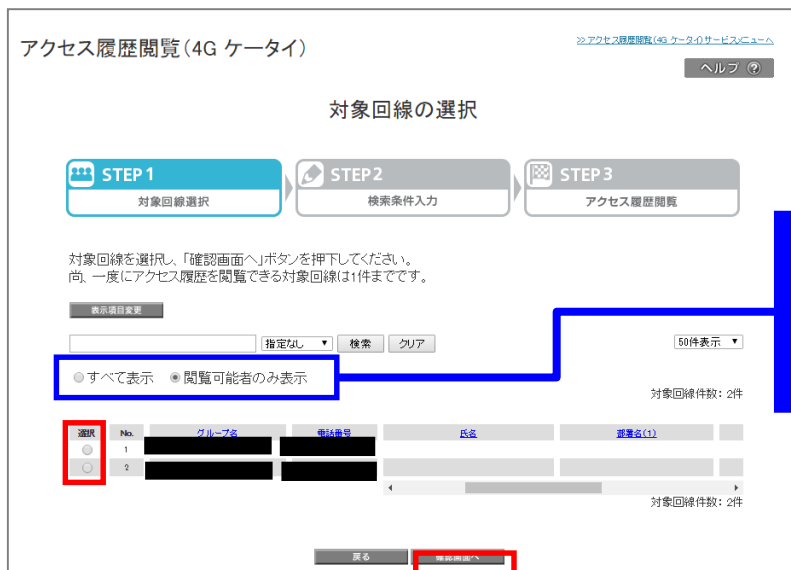 アクセス履歴閲覧(4G ケータイ)
>> アクセス履歴閲覧(4G ケータイ)サービスメニューへ
ヘルプ ?
対象回線の選択
STEP 1
対象回線選択
STEP 2
検索条件入力
STEP 3
アクセス履歴閲覧
対象回線を選択し、「確認画面へ」ボタンを押下してください。
尚、一度にアクセス履歴を閲覧できる対象回線は1件までです。
表示項目変更
指定なし ▼ 検索 クリア 50件表示 ▼
すべて表示 閲覧可能者のみ表示
対象回線件数: 2件
選択 No. グループ名 電話番号 氏名 部署名(1)
1
2
対象回線件数: 2件
戻る 確認画面へ